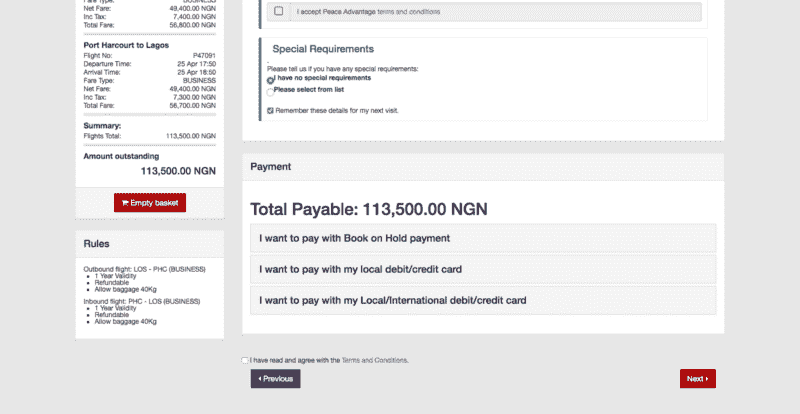 Fare Type: BUSINESS
Net Fare: 49,400.00 NGN
Inc Tax: 7,400.00 NGN
Total Fare: 56,800.00 NGN
Port Harcourt to Lagos
Flight No: P47091
Departure Time: 25 Apr 17:50
Arrival Time: 25 Apr 18:50
Fare Type: BUSINESS
Net Fare: 49,400.00 NGN
Inc Tax: 7,300.00 NGN
Total Fare: 56,700.00 NGN
Summary:
Flights Total: 113,500.00 NGN
Amount outstanding
113,500.00 NGN
Empty basket
Rules
Outbound flight: LOS - PHC (BUSINESS)
1 Year Validity
Refundable
Allow baggage 40Kg
Inbound flight: PHC - LOS (BUSINESS)
1 Year Validity
Refundable
Allow baggage 40Kg
I accept Peace Advantage terms and conditions
Special Requirements
Please tell us if you have any special requirements:
I have no special requirements
Please select from list
Remember these details for my next visit.
Payment
Total Payable: 113,500.00 NGN
I want to pay with Book on Hold payment
I want to pay with my local debit/credit card
I want to pay with my Local/International debit/credit card
I have read and agree with the Terms and Conditions.
Previous
Next